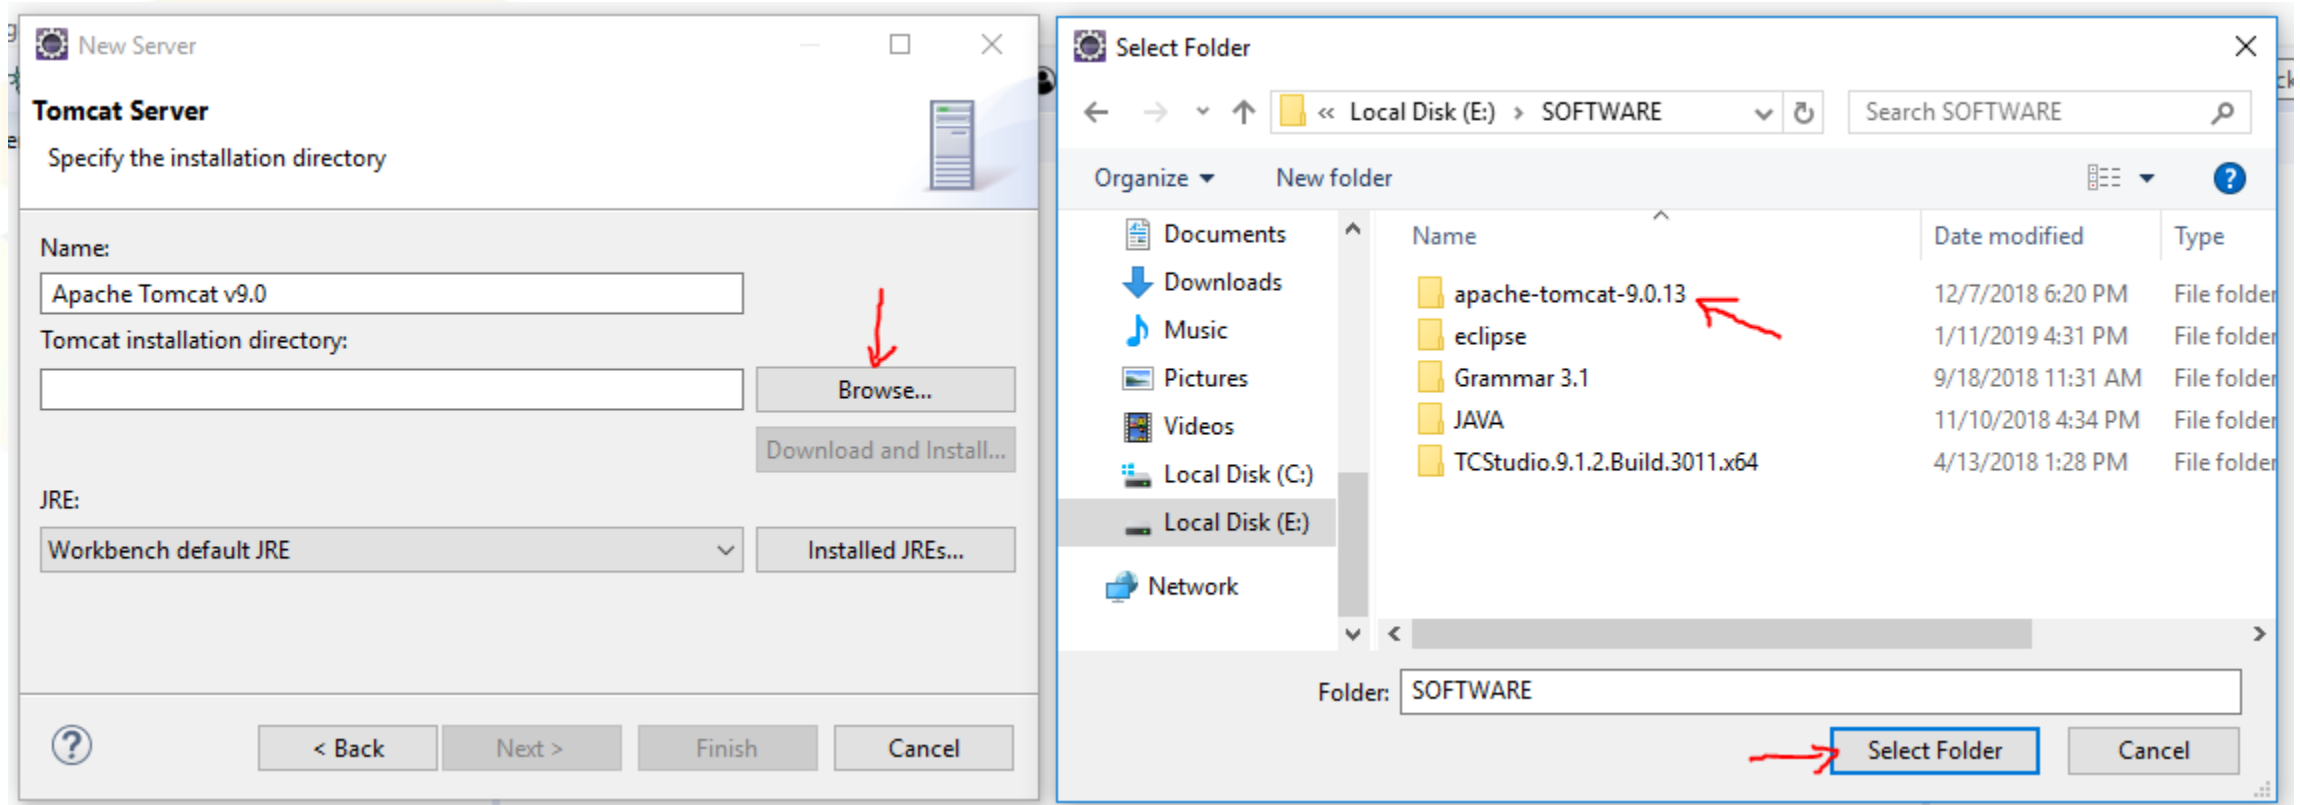 New Server
Tomcat Server
Specify the installation directory
Name:
Apache Tomcat v9.0
Tomcat installation directory:
Browse...
Download and Install...
JRE:
Workbench default JRE
Installed JREs...
< Back
Next >
Finish
Cancel
Select Folder
« Local Disk (E:) › SOFTWARE
Search SOFTWARE
Organize
New folder
Documents
Downloads
Music
Pictures
Videos
Local Disk (C:)
Local Disk (E:)
Network
Name Date modified Type
apache-tomcat-9.0.13 12/7/2018 6:20 PM File folder
eclipse 1/11/2019 4:31 PM File folder
Grammar 3.1 9/18/2018 11:31 AM File folder
JAVA 11/10/2018 4:34 PM File folder
TCStudio.9.1.2.Build.3011.x64 4/13/2018 1:28 PM File folder
Folder: SOFTWARE
Select Folder
Cancel